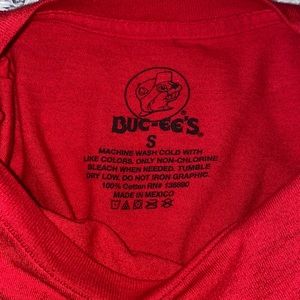 BUC-EE'S®
S
MACHINE WASH COLD WITH
LIKE COLORS. ONLY NON-CHLORINE
BLEACH WHEN NEEDED. TUMBLE
DRY LOW. DO NOT IRON GRAPHIC.
100% Cotton RN#
MADE IN MEXICO